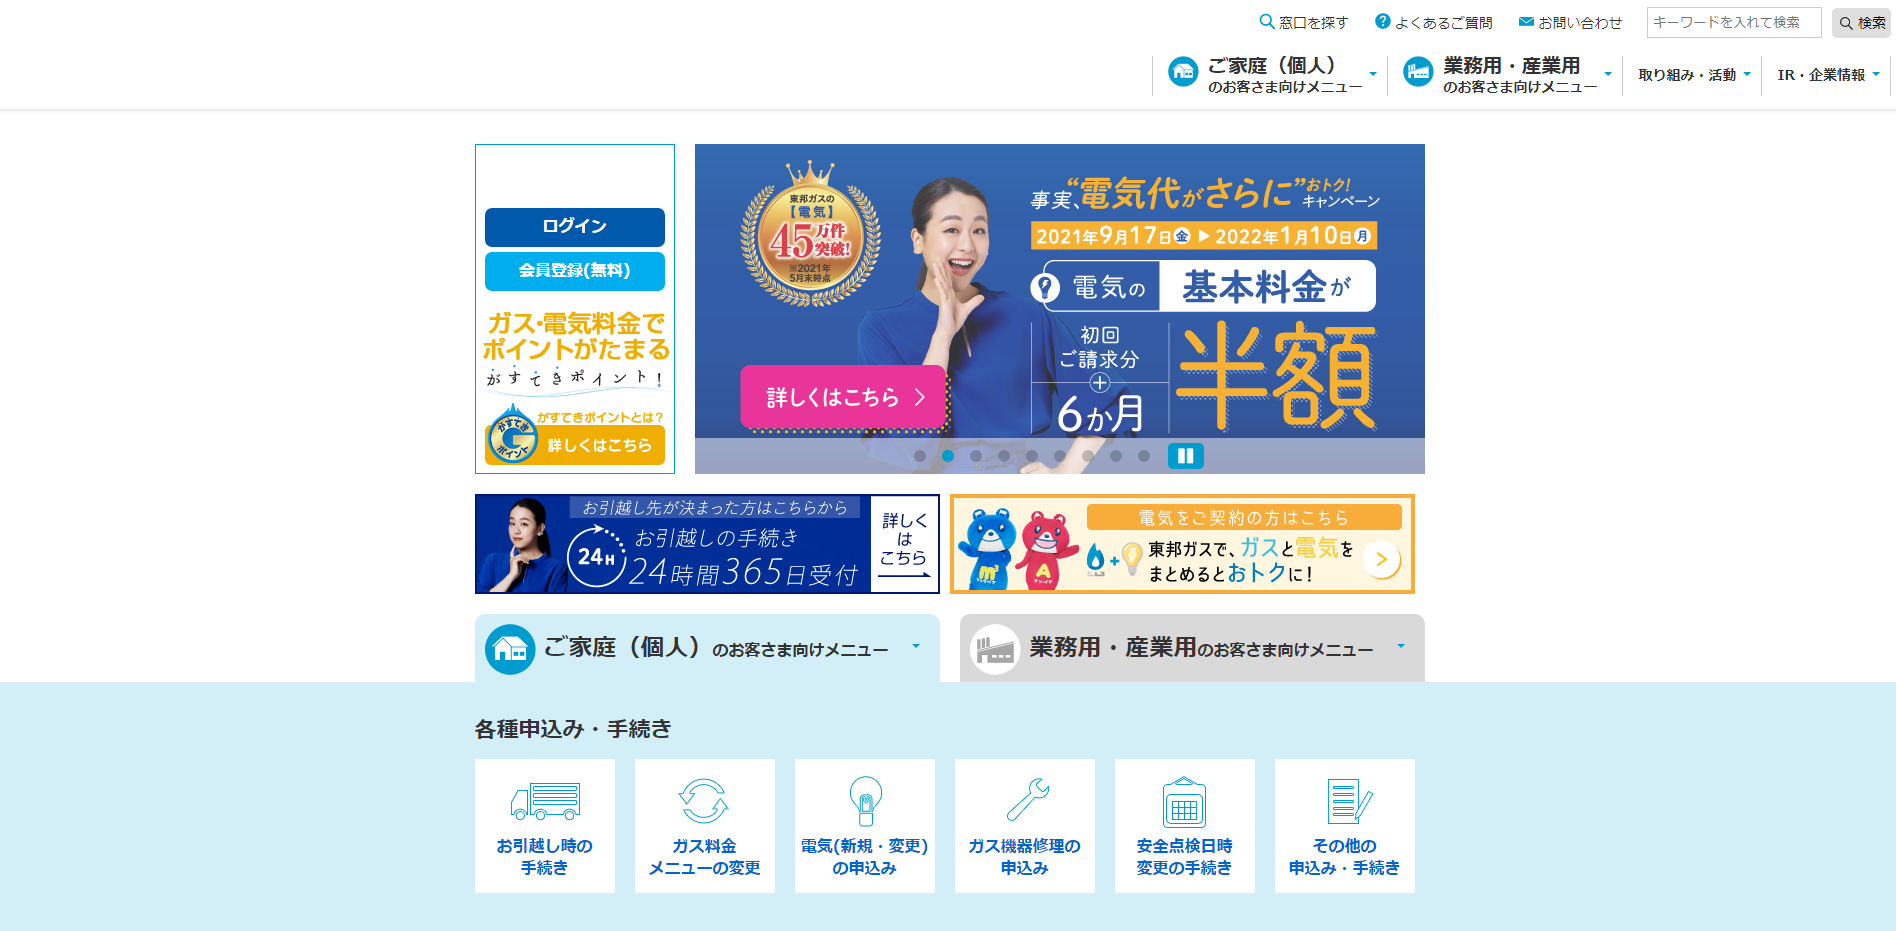 窓口を探す
よくあるご質問
お問い合わせ
キーワードを入れて検索
検索
ご家庭（個人）
のお客さま向けメニュー
業務用・産業用
のお客さま向けメニュー
取り組み・活動
IR・企業情報
ログイン
会員登録(無料)
ガス・電気料金で
ポイントがたまる
がすてきポイント！
がすてきポイントとは？
がすてき
G
ポイント
詳しくはこちら
東邦ガスの
【電気】
45万件
突破!
※2021年
5月末時点
詳しくはこちら
事実、“電気代がさらに”おトク!
キャンペーン
2021年9月17日金▶2022年1月10日月
電気の
基本料金が
初回
ご請求分
+
6か月
半額
お引越し先が決まった方はこちらから
24H
お引越しの手続き
24時間365日受付
詳しく
は
こちら
電気をご契約の方はこちら
東邦ガスで、ガスと電気を
まとめるとおトクに！
m³
A
ご家庭（個人）のお客さま向けメニュー
業務用・産業用のお客さま向けメニュー
各種申込み・手続き
お引越し時の
手続き
ガス料金
メニューの変更
電気(新規・変更)
の申込み
ガス機器修理の
申込み
安全点検日時
変更の手続き
その他の
申込み・手続き